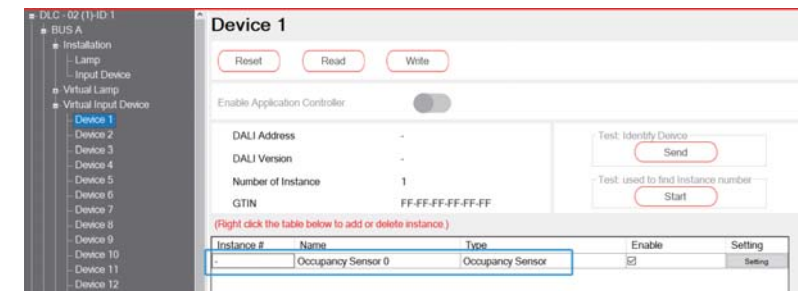 DLC - 02 (1)-ID:1
BUS A
Installation
Lamp
Input Device
Virtual Lamp
Virtual Input Device
Device 1
Device 2
Device 3
Device 4
Device 5
Device 6
Device 7
Device 8
Device 9
Device 10
Device 11
Device 12
Device 1
Reset Read Write
Enable Application Controller
DALI Address -
DALI Version -
Number of Instance 1
GTIN FF-FF-FF-FF-FF-FF
Test: Identify Deivce
Send
Test: used to find Instance number
Start
(Right click the table below to add or delete instance.)
Instance # Name Type Enable Setting
- Occupancy Sensor 0 Occupancy Sensor Setting